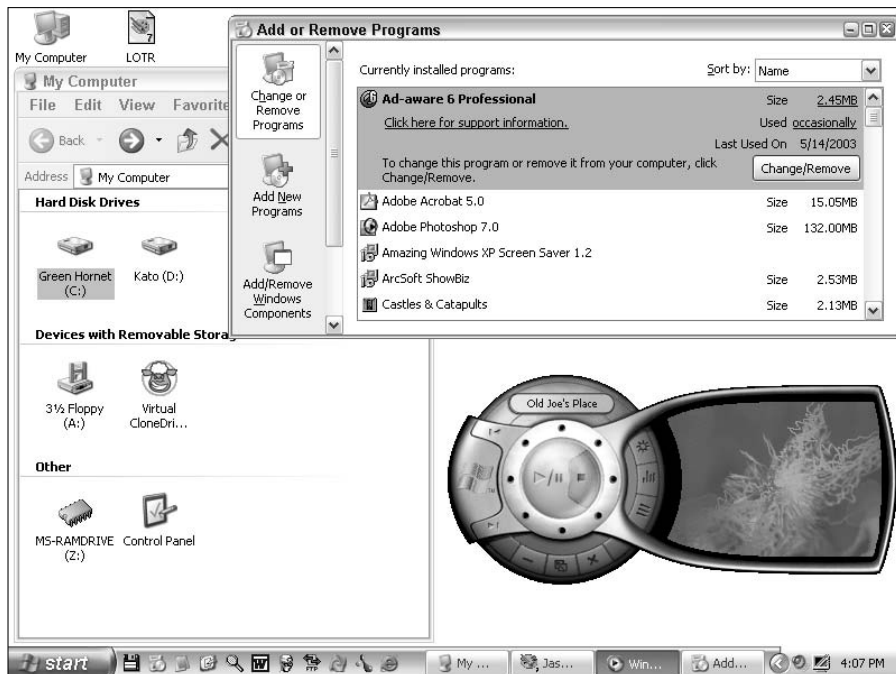 My Computer
LOTR
7
Add or Remove Programs
Change or
Remove
Programs
Add New
Programs
Add/Remove
Windows
Components
Currently installed programs:
Sort by: Name
Ad-aware 6 Professional
Size 2.45MB
Click here for support information.
Used occasionally
Last Used On 5/14/2003
To change this program or remove it from your computer, click
Change/Remove.
Change/Remove
Adobe Acrobat 5.0 Size 15.05MB
Adobe Photoshop 7.0 Size 132.00MB
Amazing Windows XP Screen Saver 1.2
ArcSoft ShowBiz Size 2.53MB
Castles & Catapults Size 2.13MB
My Computer
File Edit View Favorite
Back
Address My Computer
Hard Disk Drives
Green Hornet
(C:)
Kato (D:)
Devices with Removable Storag
3½ Floppy
(A:)
Virtual
CloneDri...
Other
MS-RAMDRIVE
(Z:)
Control Panel
Old Joe's Place
start
W
FTP
My ...
Jas...
Win...
Add...
4:07 PM